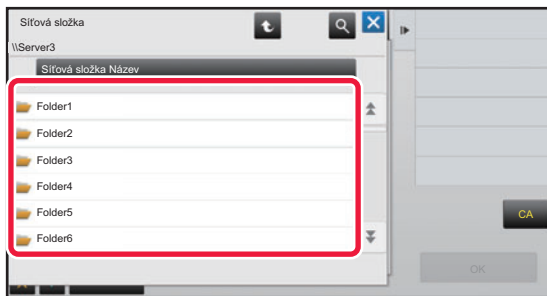 Síťová složka
\\Server3
Síťová složka Název
Folder1
Folder2
Folder3
Folder4
Folder5
Folder6
CA
OK